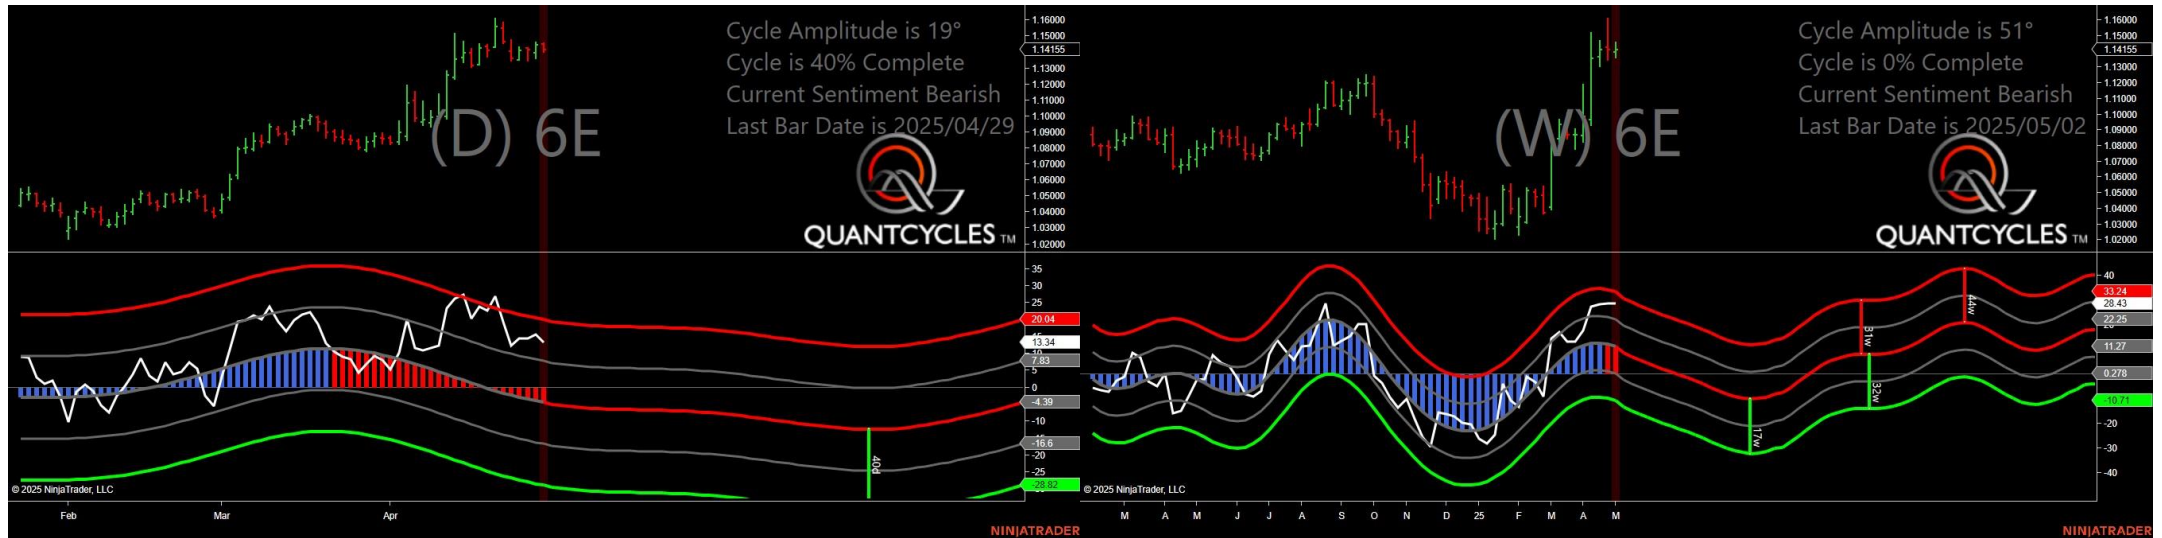 Cycle Amplitude is 19°
Cycle is 40% Complete
Current Sentiment Bearish
Last Bar Date is 2025/04/29
(D) 6E
QUANTCYCLES TM
1.16000
1.15000
1.14155
1.13000
1.12000
1.11000
1.10000
1.09000
1.08000
1.07000
1.06000
1.05000
1.04000
1.03000
1.02000
35
30
25
20.04
13.34
7.83
5
0
-4.39
-10
-16.6
-20
-25
-28.82
40d
© 2025 NinjaTrader, LLC
Feb Mar Apr
NINJATRADER
Cycle Amplitude is 51°
Cycle is 0% Complete
Current Sentiment Bearish
Last Bar Date is 2025/05/02
(W) 6E
QUANTCYCLES TM
1.16000
1.15000
1.14155
1.13000
1.12000
1.11000
1.10000
1.09000
1.08000
1.07000
1.06000
1.05000
1.04000
1.03000
1.02000
40
33.24
28.43
22.25
11.27
0.278
-10.71
-20
-30
-40
17w
31w
32w
44w
© 2025 NinjaTrader, LLC
M A M J J A S O N D 25 F M A M
NINJATRADER